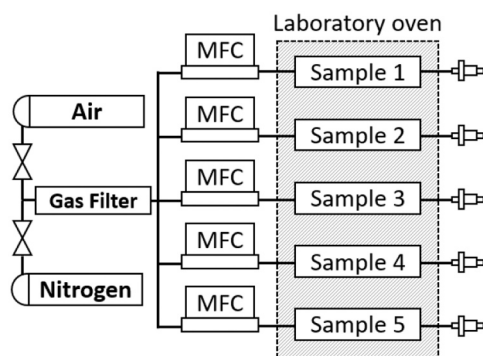 Laboratory oven
MFC
Sample 1
Air
MFC
Sample 2
Gas Filter
MFC
Sample 3
Nitrogen
MFC
Sample 4
MFC
Sample 5